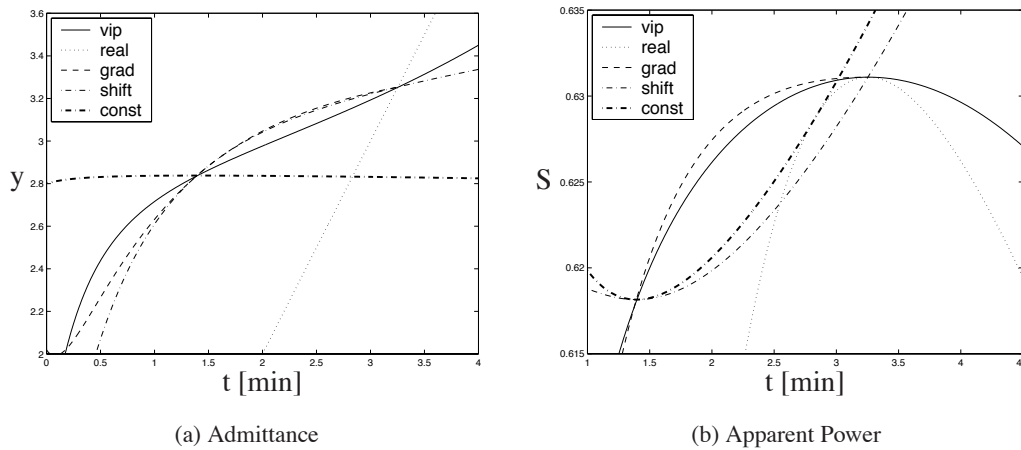 3.6
3.4
3.2
3
2.8
2.6
2.4
2.2
2
0
0.5
1
1.5
2
2.5
3
3.5
4
vip
real
grad
shift
const
y
t [min]
(a) Admittance
0.635
0.63
0.625
0.62
0.615
1
1.5
2
2.5
3
3.5
4
vip
real
grad
shift
const
S
t [min]
(b) Apparent Power